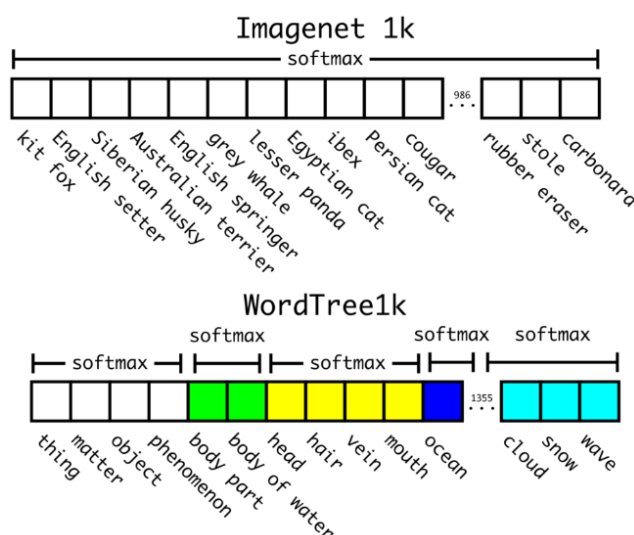 Imagenet 1k
softmax
986
...
kit fox
English setter
Siberian husky
Australian terrier
English springer
grey whale
lesser panda
Egyptian cat
ibex
Persian cat
cougar
rubber eraser
stole
carbonara
WordTree1k
softmax
softmax
softmax
softmax
softmax
1355
...
thing
matter
object
phenomenon
body part
body of water
head
hair
vein
mouth
ocean
cloud
snow
wave